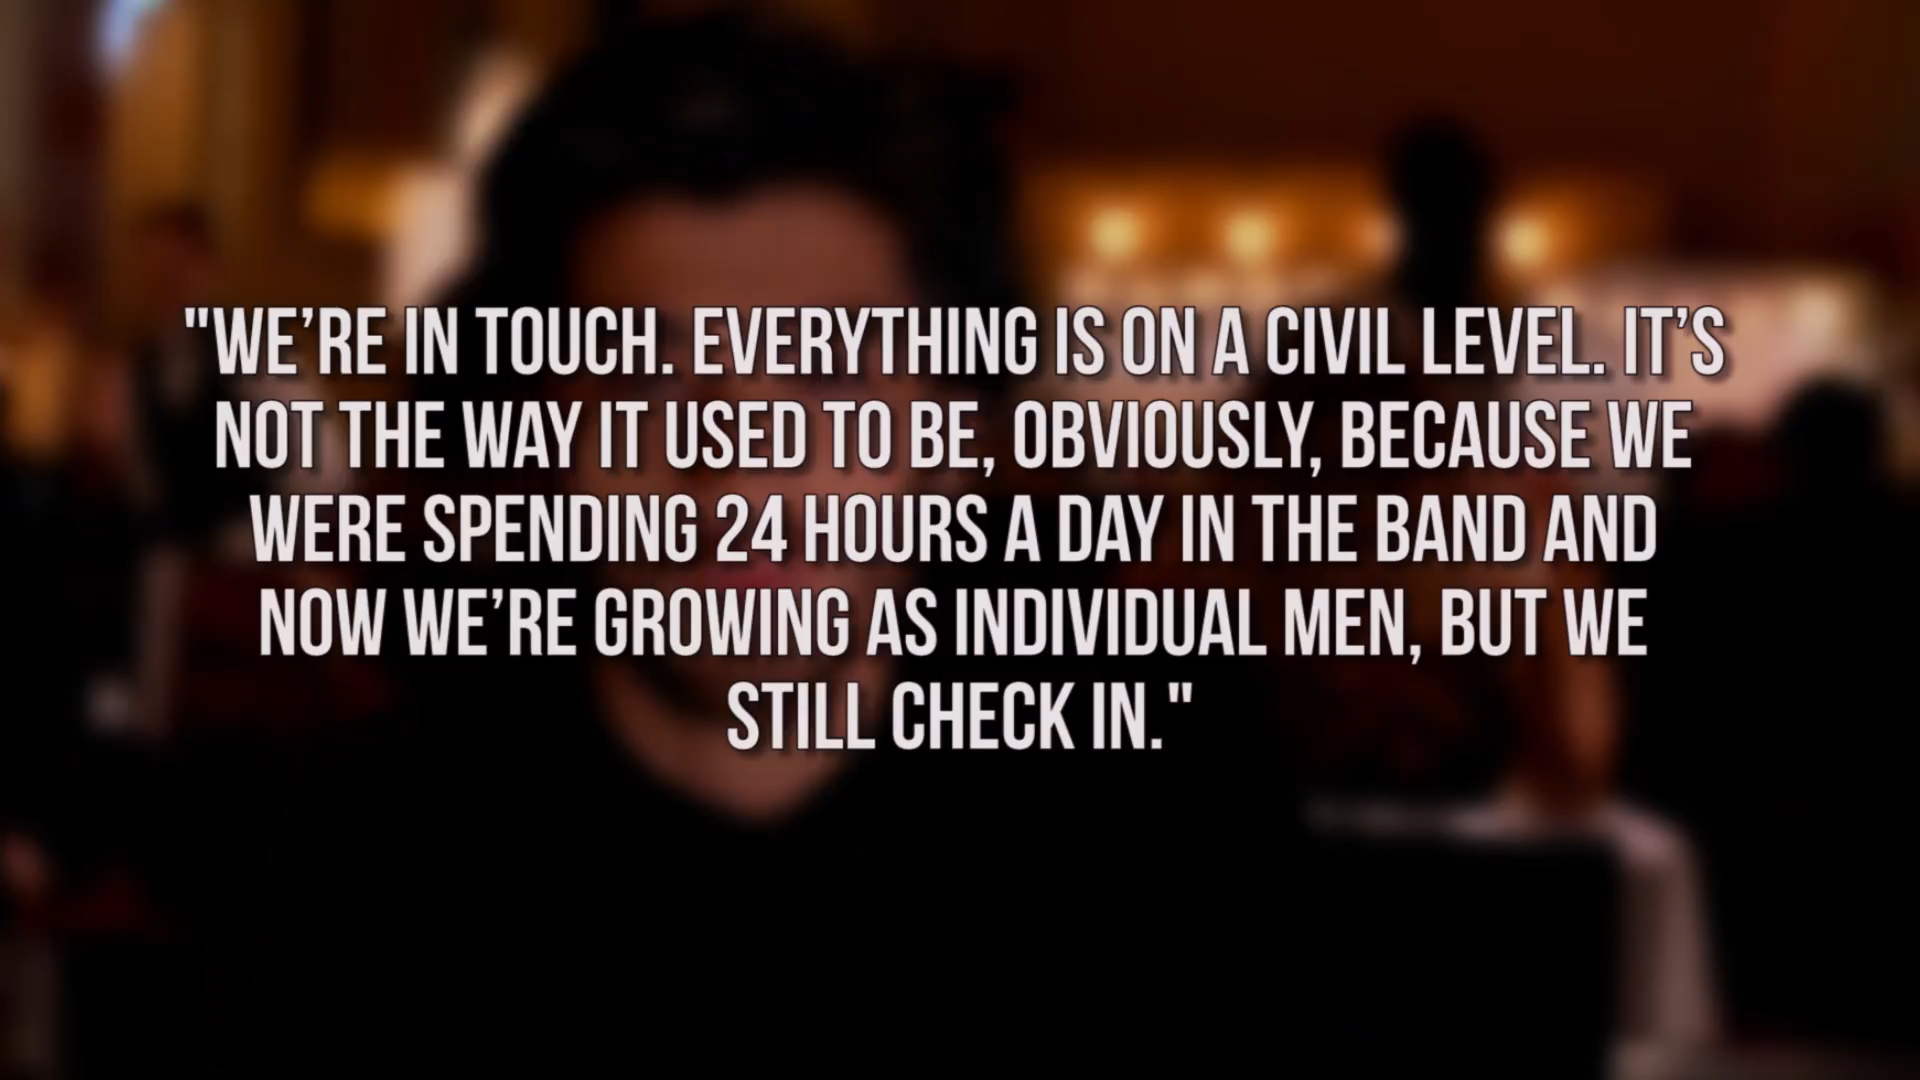 "WE’RE IN TOUCH. EVERYTHING IS ON A CIVIL LEVEL. IT’S
NOT THE WAY IT USED TO BE, OBVIOUSLY, BECAUSE WE
WERE SPENDING 24 HOURS A DAY IN THE BAND AND
NOW WE’RE GROWING AS INDIVIDUAL MEN, BUT WE
STILL CHECK IN."